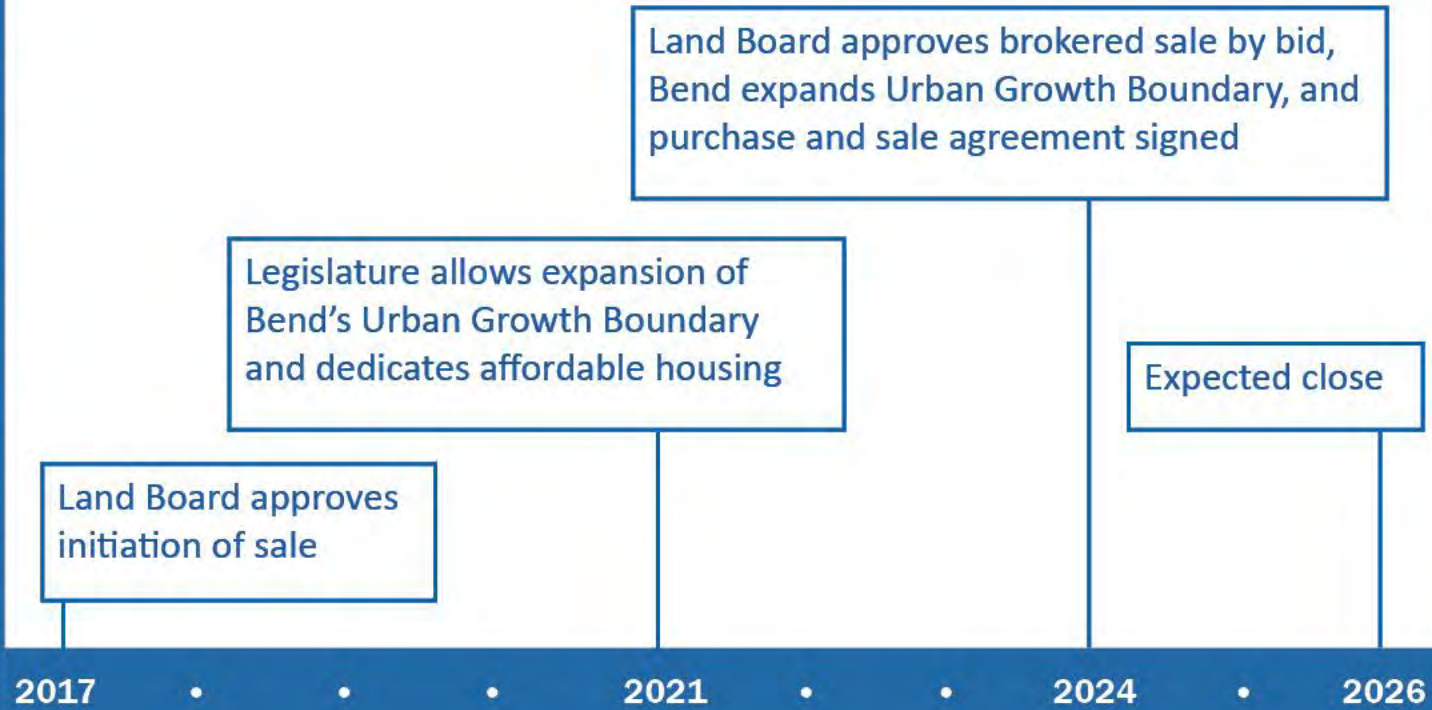 Land Board approves brokered sale by bid,
Bend expands Urban Growth Boundary, and
purchase and sale agreement signed
Legislature allows expansion of
Bend’s Urban Growth Boundary
and dedicates affordable housing
Expected close
Land Board approves
initiation of sale
2017 • • • 2021 • • 2024 • 2026